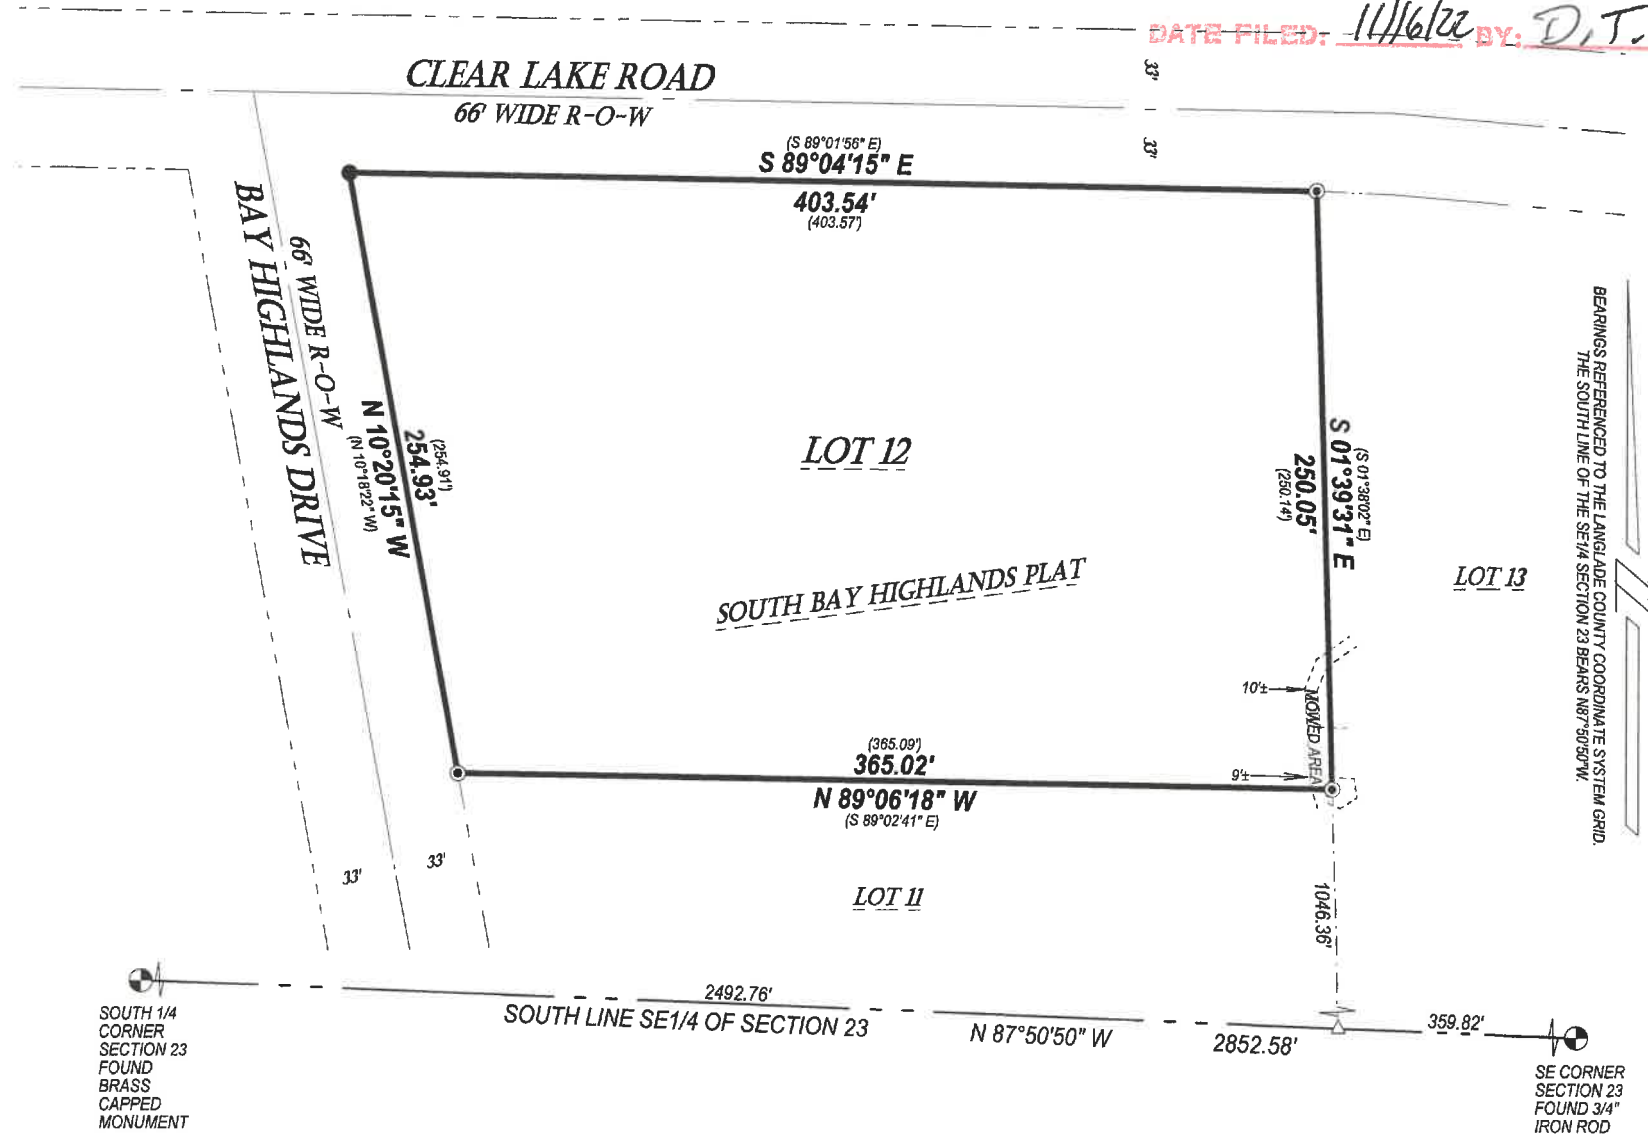 DATE FILED: 11/16/22 BY: D.T.
CLEAR LAKE ROAD
66' WIDE R-O-W
33'
33'
(S 89°01'56" E)
S 89°04'15" E
403.54'
(403.57')
BAY HIGHLANDS DRIVE
66' WIDE R-O-W
(254.91')
254.93'
N 10°20'15" W
(N 10°18'22" W)
LOT 12
(S 01°38'02" E)
S 01°39'31" E
250.05'
(250.14')
LOT 13
BEARINGS REFERENCED TO THE LANGLADE COUNTY COORDINATE SYSTEM GRID.
THE SOUTH LINE OF THE SE1/4 SECTION 23 BEARS N87°50'50"W.
SOUTH BAY HIGHLANDS PLAT
10'±
MOWED AREA
9'±
(365.09')
365.02'
N 89°06'18" W
(S 89°02'41" E)
33'
33'
LOT 11
1046.36'
2492.76'
SOUTH LINE SE1/4 OF SECTION 23
N 87°50'50" W
2852.58'
359.82'
SOUTH 1/4
CORNER
SECTION 23
FOUND
BRASS
CAPPED
MONUMENT
SE CORNER
SECTION 23
FOUND 3/4"
IRON ROD